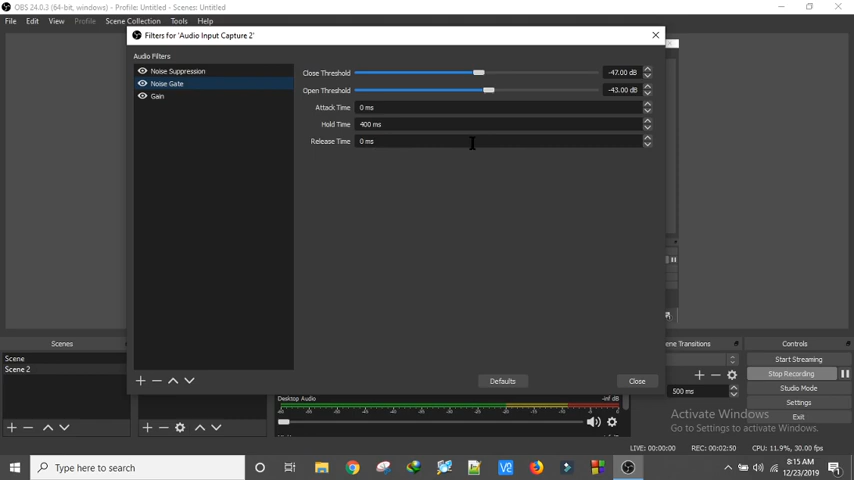 OBS 24.0.3 (64-bit, windows) - Profile: Untitled - Scenes: Untitled
File Edit View Profile Scene Collection Tools Help
Filters for 'Audio Input Capture 2'
Audio Filters
Noise Suppression
Noise Gate
Gain
Close Threshold -47.00 dB
Open Threshold -43.00 dB
Attack Time 0 ms
Hold Time 400 ms
Release Time 0 ms
Defaults Close
Scenes
Scene
Scene 2
Desktop Audio -inf dB
ene Transitions
500 ms
Controls
Start Streaming
Stop Recording
Studio Mode
Settings
Exit
Activate Windows
Go to Settings to activate Windows.
LIVE: 00:00:00 REC: 00:02:50 CPU: 11.9%, 30.00 fps
Type here to search
8:15 AM
12/23/2019